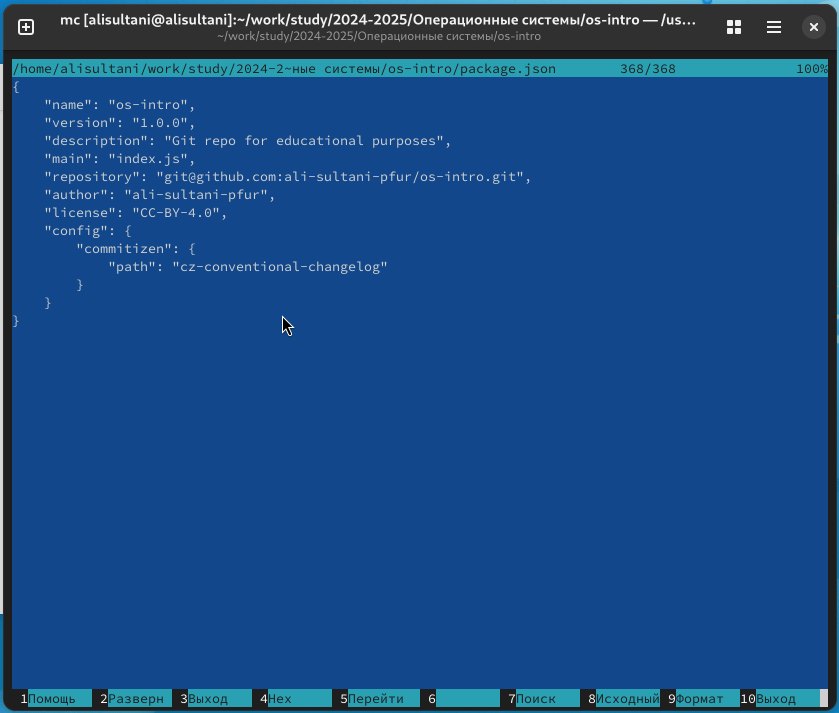 mc [alisultani@alisultani]:~/work/study/2024-2025/Операционные системы/os-intro — /us…
~/work/study/2024-2025/Операционные системы/os-intro
/home/alisultani/work/study/2024-2~ные системы/os-intro/package.json 368/368 100%
{
    "name": "os-intro",
    "version": "1.0.0",
    "description": "Git repo for educational purposes",
    "main": "index.js",
    "repository": "git@github.com:ali-sultani-pfur/os-intro.git",
    "author": "ali-sultani-pfur",
    "license": "CC-BY-4.0",
    "config": {
        "commitizen": {
            "path": "cz-conventional-changelog"
        }
    }
}
1Помощь 2Разверн 3Выход 4Hex 5Перейти 6 7Поиск 8Исходный 9Формат 10Выход